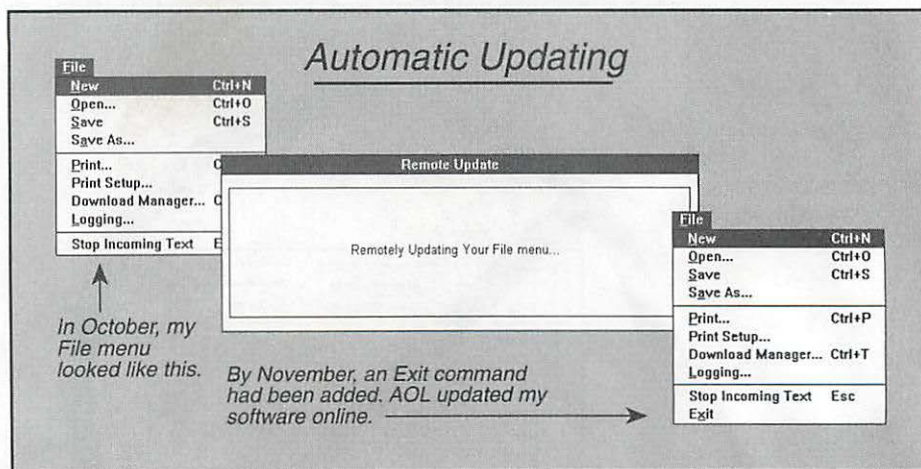 Automatic Updating
File
New Ctrl+N
Open... Ctrl+O
Save Ctrl+S
Save As...
Print... C
Print Setup...
Download Manager... C
Logging...
Stop Incoming Text E
In October, my
File menu
looked like this.
Remote Update
Remotely Updating Your File menu...
By November, an Exit command
had been added. AOL updated my
software online.
File
New Ctrl+N
Open... Ctrl+O
Save Ctrl+S
Save As...
Print... Ctrl+P
Print Setup...
Download Manager... Ctrl+T
Logging...
Stop Incoming Text Esc
Exit